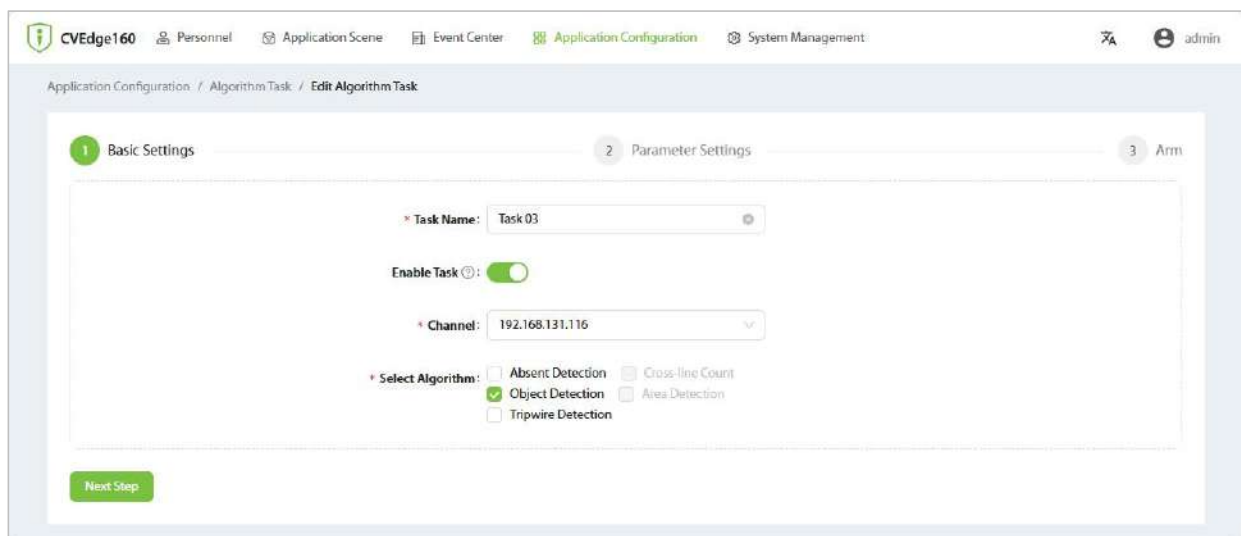 CVEdge160 Personnel Application Scene Event Center Application Configuration System Management admin
Application Configuration / Algorithm Task / Edit Algorithm Task
1 Basic Settings 2 Parameter Settings 3 Arm
* Task Name: Task 03
Enable Task ?:
* Channel: 192.168.131.116
* Select Algorithm: Absent Detection Cross-line Count
Object Detection Area Detection
Tripwire Detection
Next Step